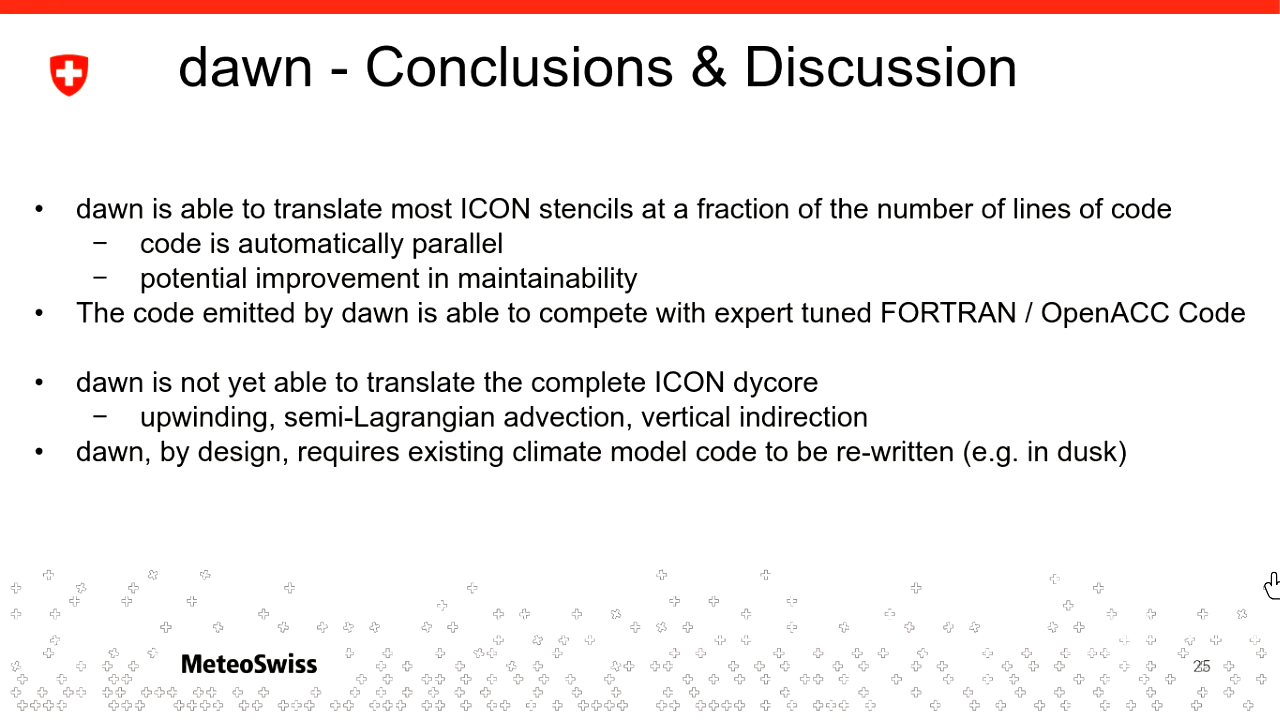 dawn - Conclusions & Discussion
• dawn is able to translate most ICON stencils at a fraction of the number of lines of code
− code is automatically parallel
− potential improvement in maintainability
• The code emitted by dawn is able to compete with expert tuned FORTRAN / OpenACC Code
• dawn is not yet able to translate the complete ICON dycore
− upwinding, semi-Lagrangian advection, vertical indirection
• dawn, by design, requires existing climate model code to be re-written (e.g. in dusk)
MeteoSwiss
25